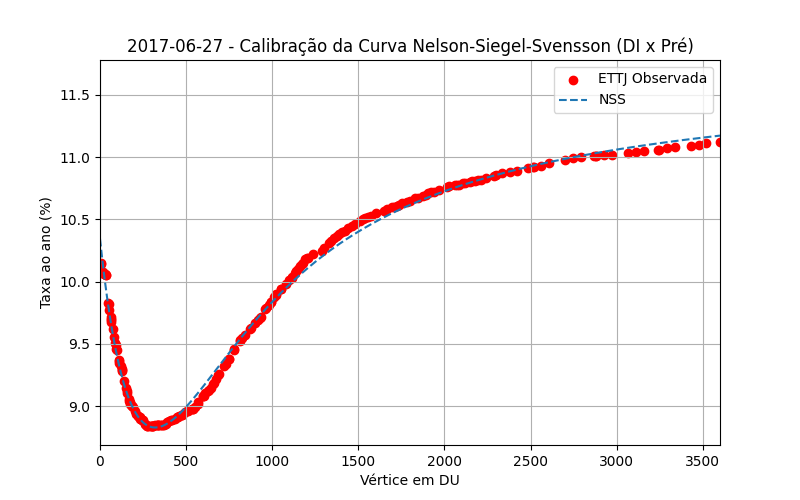 2017-06-27 - Calibração da Curva Nelson-Siegel-Svensson (DI x Pré)
ETTJ Observada
NSS
Taxa ao ano (%)
11.5
11.0
10.5
10.0
9.5
9.0
0 500 1000 1500 2000 2500 3000 3500
Vértice em DU